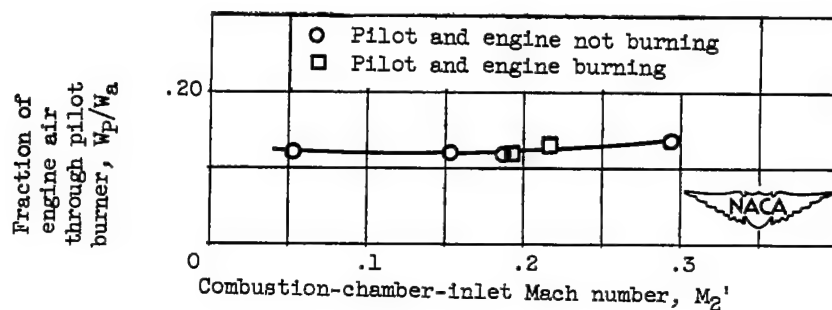 Pilot and engine not burning
Pilot and engine burning
Fraction of
engine air
through pilot
burner, Wp/Wa
.20
0
0
.1
.2
.3
NACA
Combustion-chamber-inlet Mach number, M2'